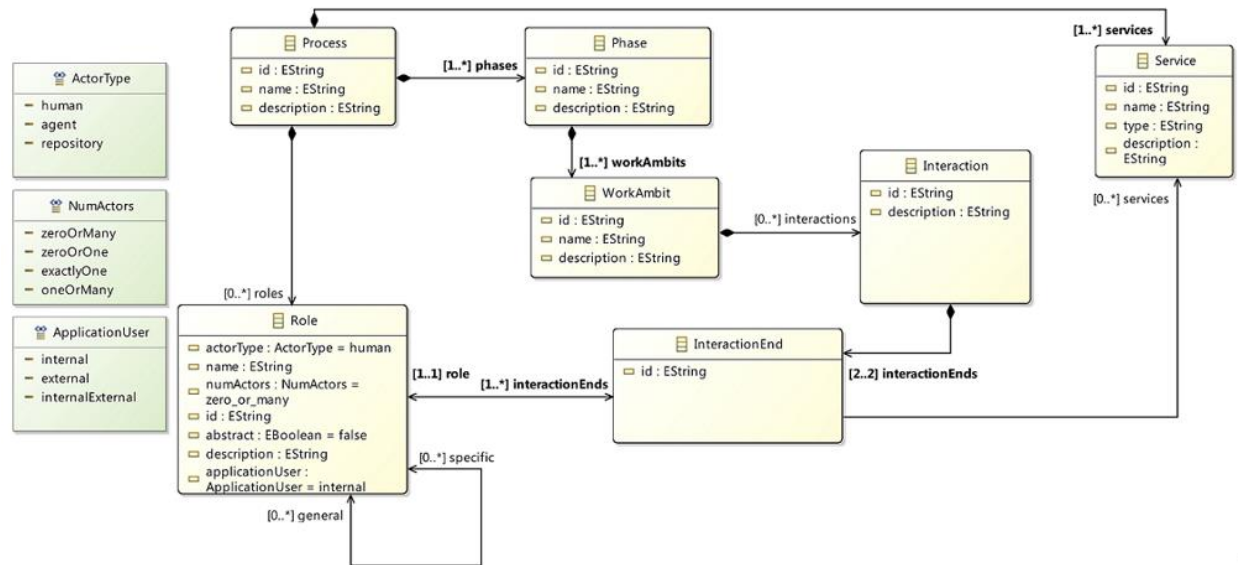 Process
id : EString
name : EString
description : EString
[1..*] phases
Phase
id : EString
name : EString
description : EString
[1..*] services
Service
id : EString
name : EString
type : EString
description :
EString
[0..*] services
ActorType
human
agent
repository
[1..*] workAmbits
WorkAmbit
id : EString
name : EString
description : EString
[0..*] interactions
Interaction
id : EString
description : EString
NumActors
zeroOrMany
zeroOrOne
exactlyOne
oneOrMany
[0..*] roles
ApplicationUser
internal
external
internalExternal
Role
actorType : ActorType = human
name : EString
numActors : NumActors =
zero_or_many
id : EString
abstract : EBoolean = false
description : EString
applicationUser :
ApplicationUser = internal
[1..1] role
[1..*] interactionEnds
InteractionEnd
id : EString
[2..2] interactionEnds
[0..*] specific
[0..*] general